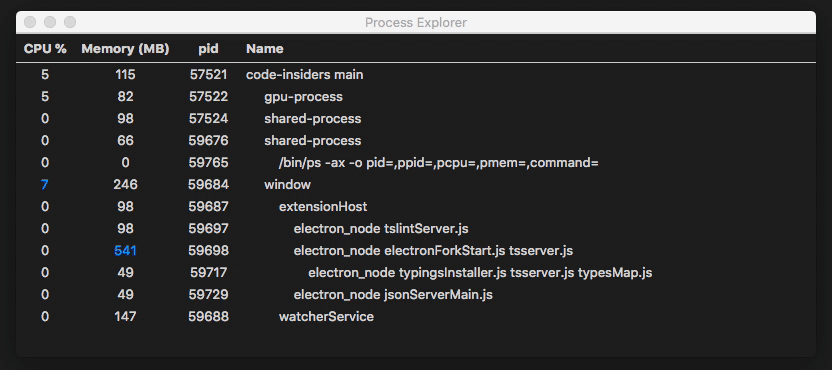 Process Explorer
CPU % Memory (MB) pid Name
5 115 57521 code-insiders main
5 82 57522 gpu-process
0 98 57524 shared-process
0 66 59676 shared-process
0 0 59765 /bin/ps -ax -o pid=,ppid=,pcpu=,pmem=,command=
7 246 59684 window
0 98 59687 extensionHost
0 98 59697 electron_node tslintServer.js
0 541 59698 electron_node electronForkStart.js tsserver.js
0 49 59717 electron_node typingsInstaller.js tsserver.js typesMap.js
0 49 59729 electron_node jsonServerMain.js
0 147 59688 watcherService